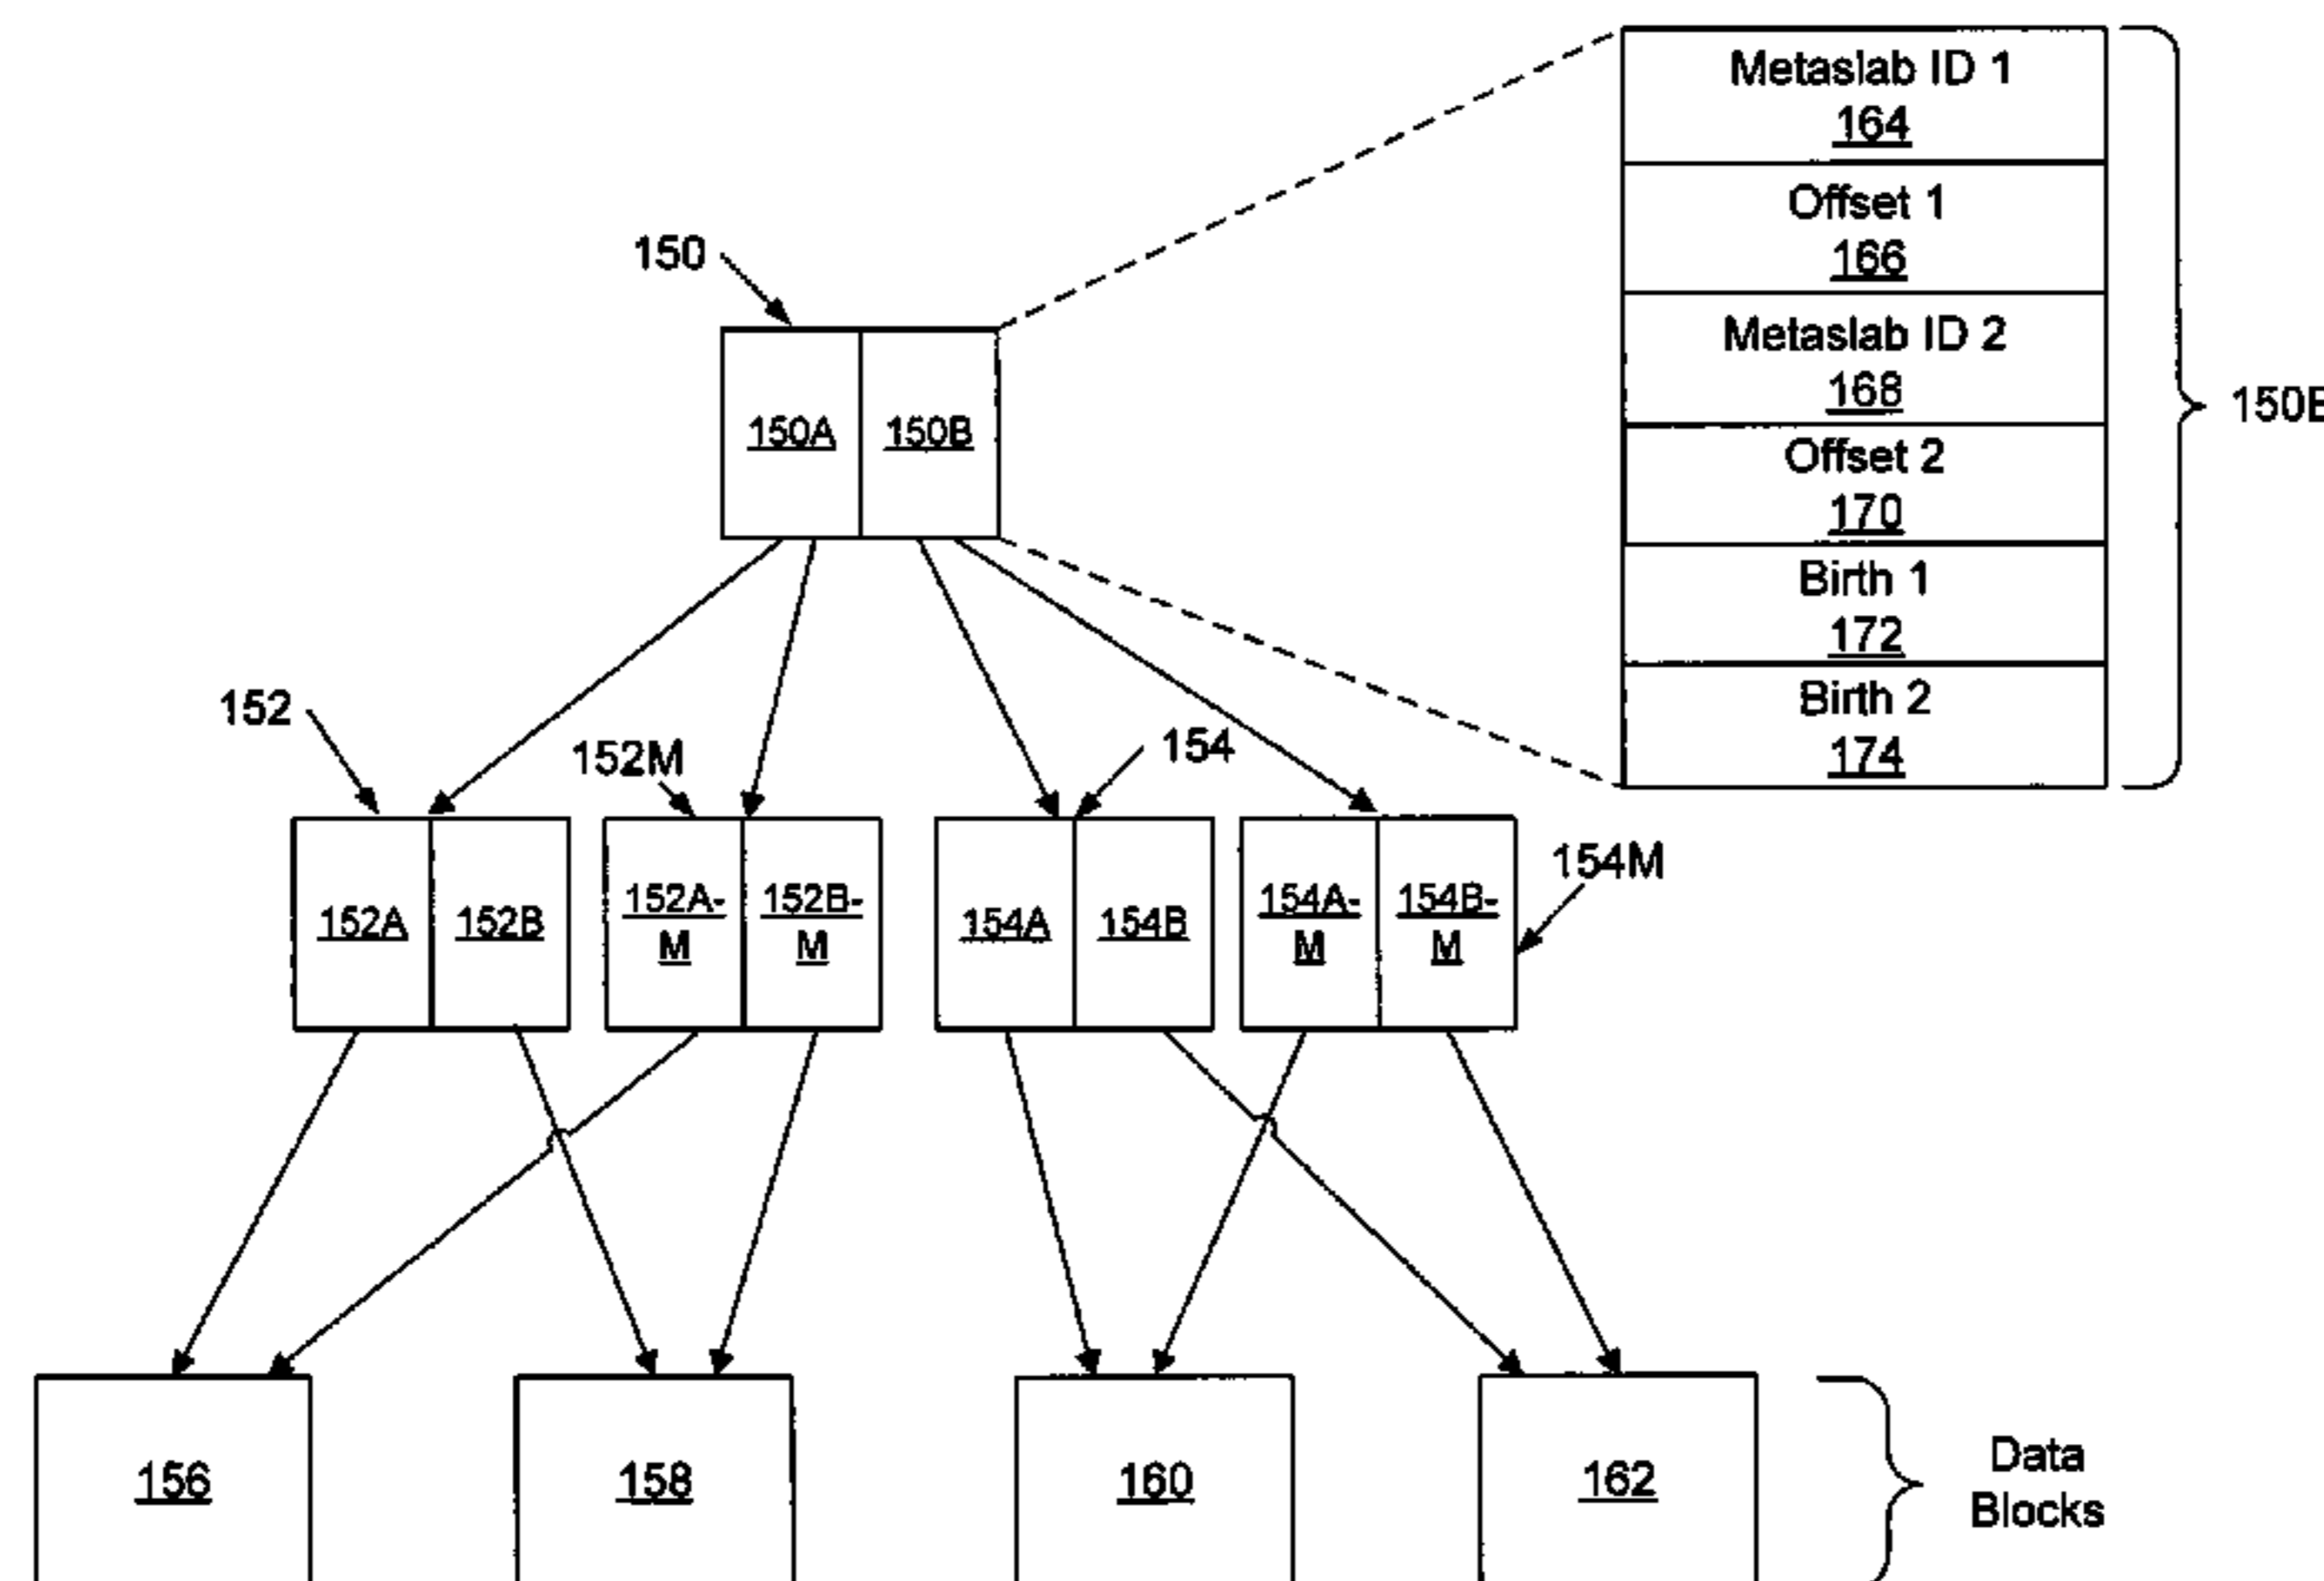 Metaslab ID 1
164
Offset 1
166
150
Metaslab ID 2
168
150B
150A
150B
Offset 2
170
Birth 1
172
Birth 2
174
152
152M
154
154M
152A
152B
152A-
M
152B-
M
154A
154B
154A-
M
154B-
M
156
158
160
162
Data
Blocks